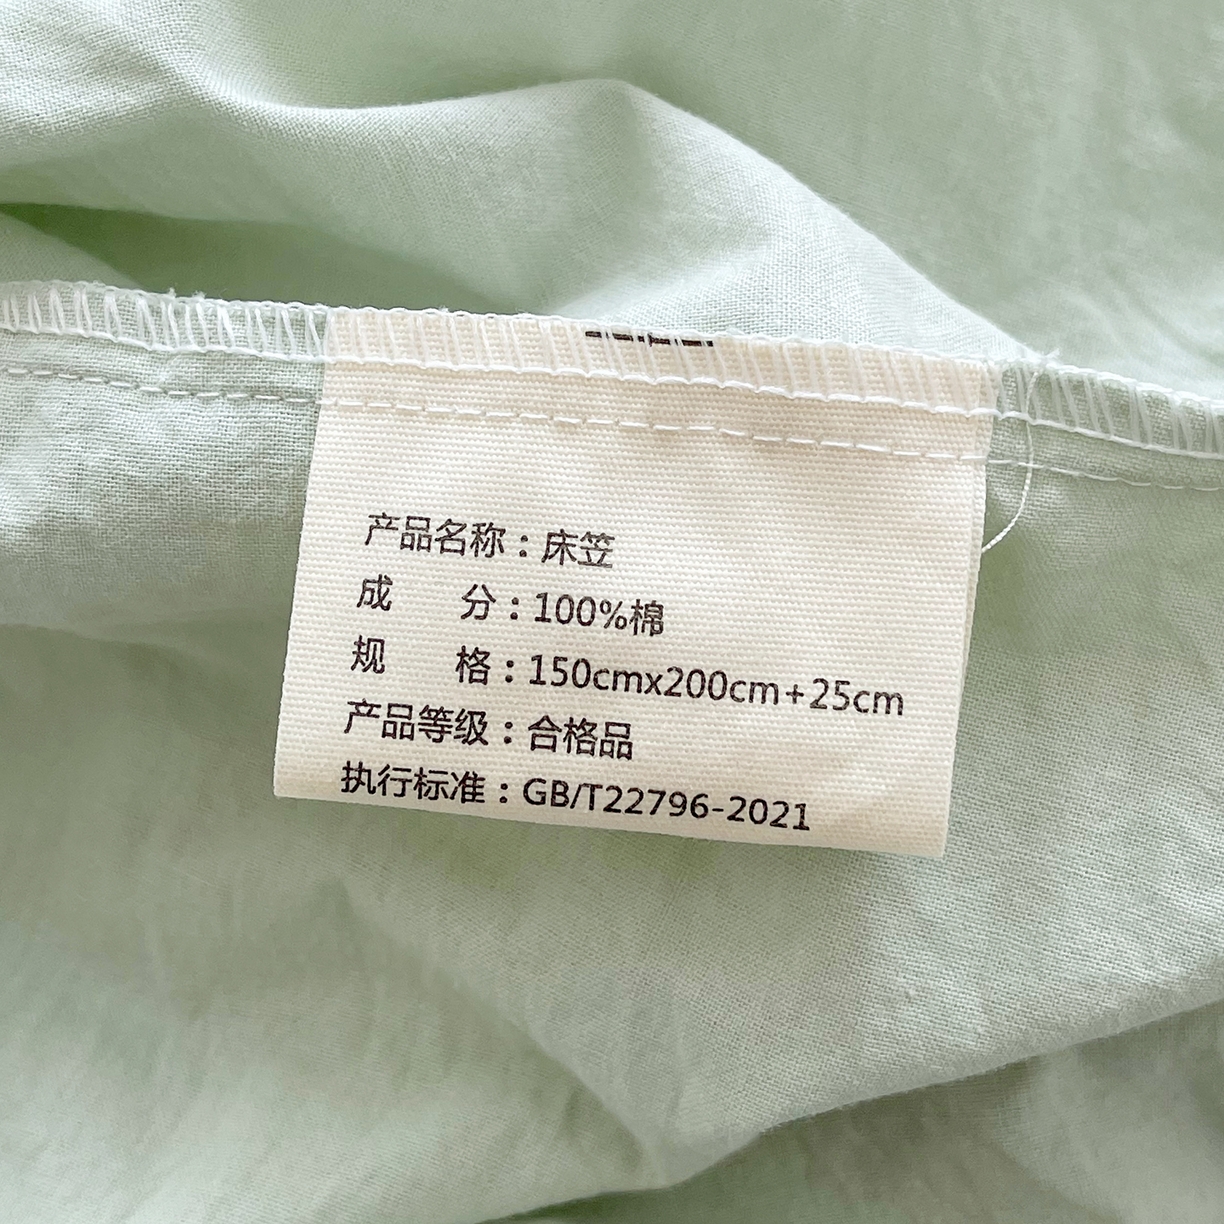 产品名称：床笠
成 分：100%棉
规 格：150cmx200cm+25cm
产品等级：合格品
执行标准：GB/T22796-2021